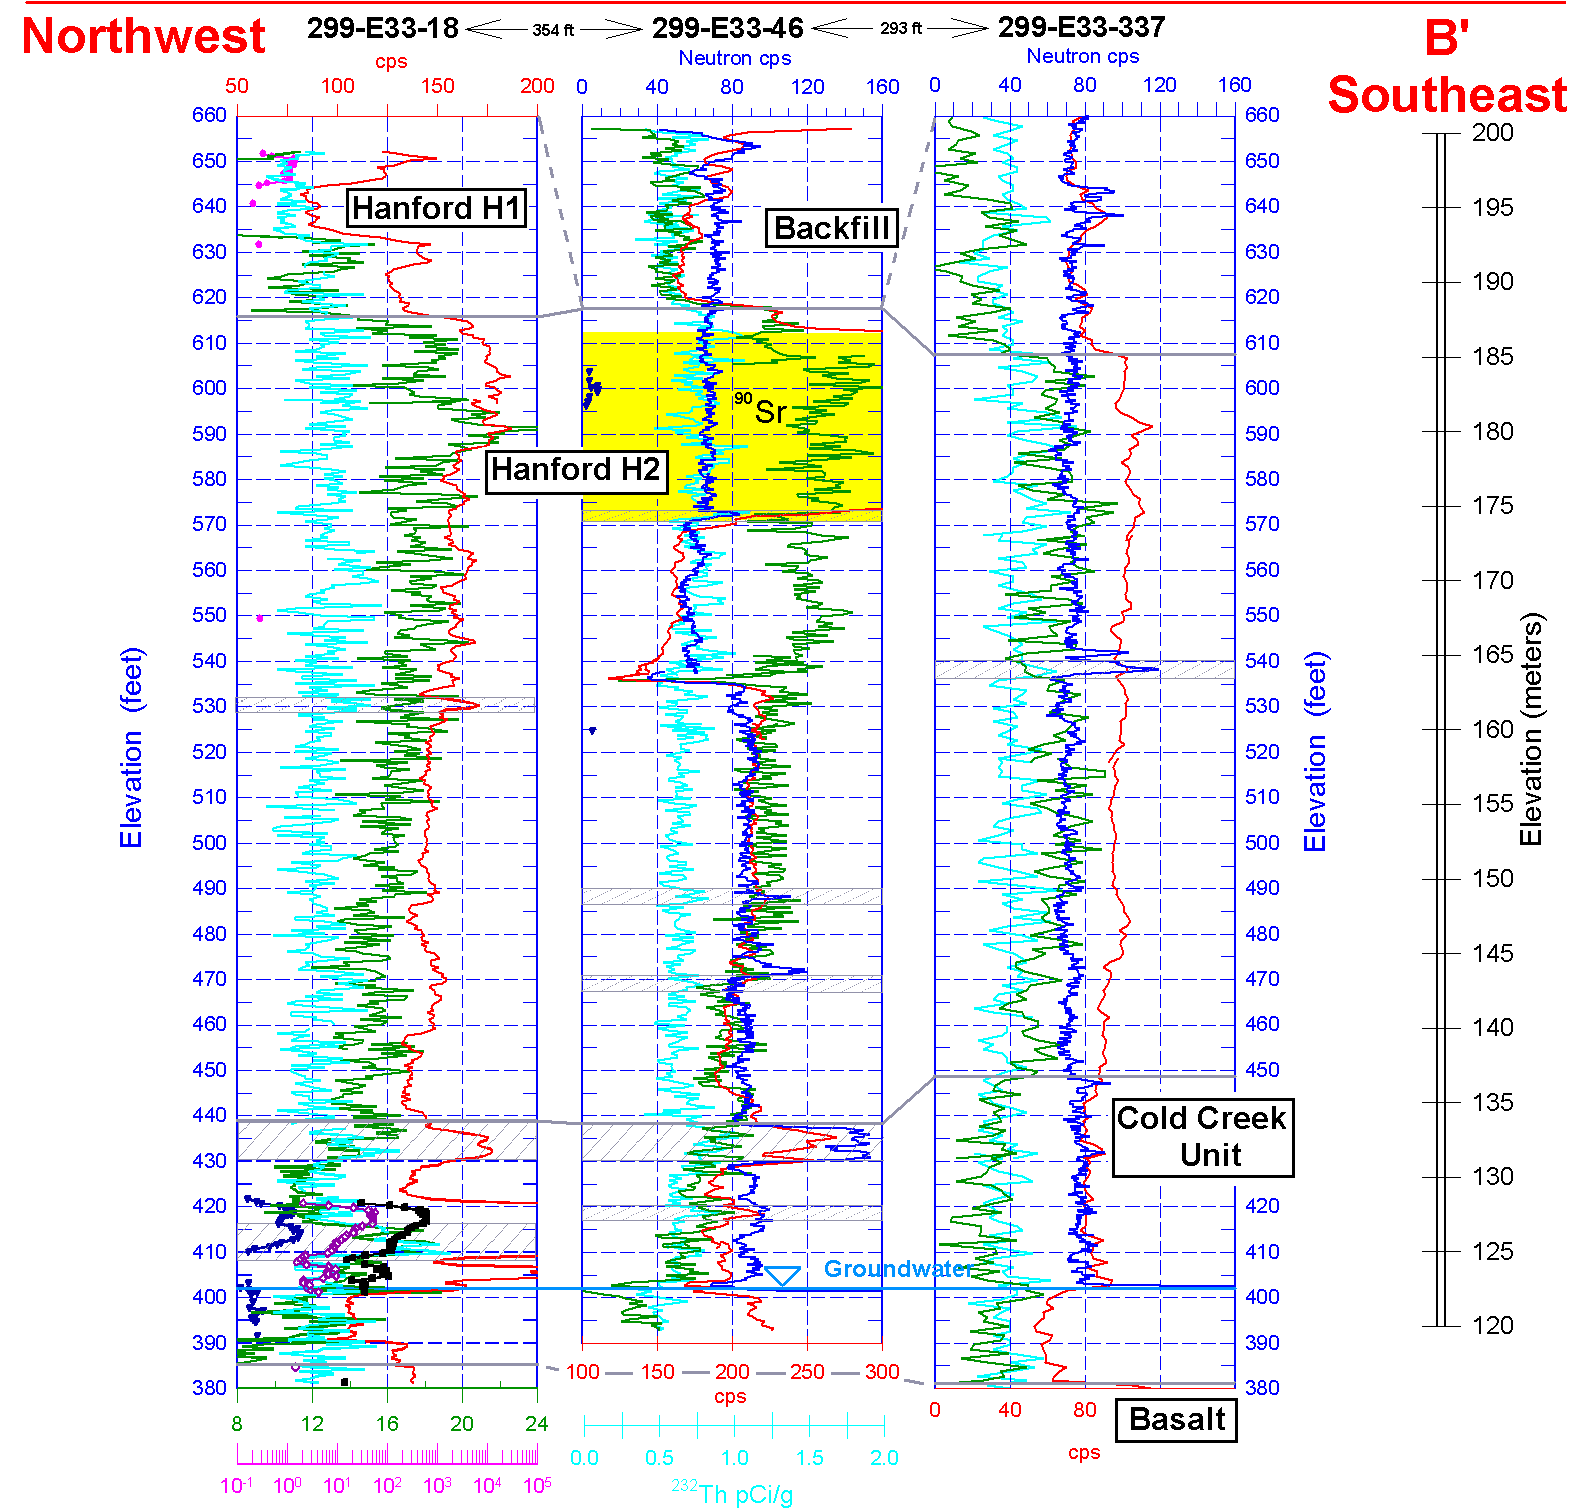 Northwest
299-E33-18
354 ft
299-E33-46
293 ft
299-E33-337
B'
Southeast
cps
Neutron cps
Neutron cps
50 100 150 200
0 40 80 120 160
0 40 80 120 160
660
650
640
630
620
610
600
590
580
570
560
550
540
530
520
510
500
490
480
470
460
450
440
430
420
410
400
390
380
Elevation (feet)
Hanford H1
Backfill
90Sr
Hanford H2
Cold Creek
Unit
Groundwater
Basalt
660
650
640
630
620
610
600
590
580
570
560
550
540
530
520
510
500
490
480
470
460
450
420
410
400
390
380
Elevation (feet)
200
195
190
185
180
175
170
165
160
155
150
145
140
135
130
125
120
Elevation (meters)
100 150 200 250 300
cps
0 40 80
cps
8 12 16 20 24
10-1 100 101 102 103 104 105
0.0 0.5 1.0 1.5 2.0
232Th pCi/g